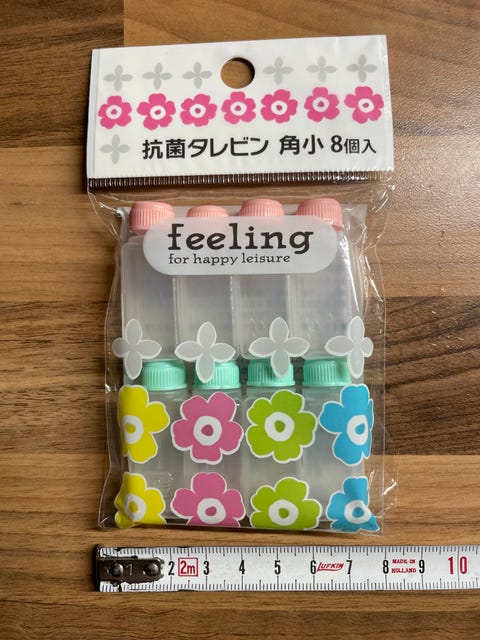 抗菌タレビン 角小 8個入
feeling
for happy leisure
1 2 2m 3 4 5 6 LUFKIN 7 8 MADE IN HOLLAND 9 10